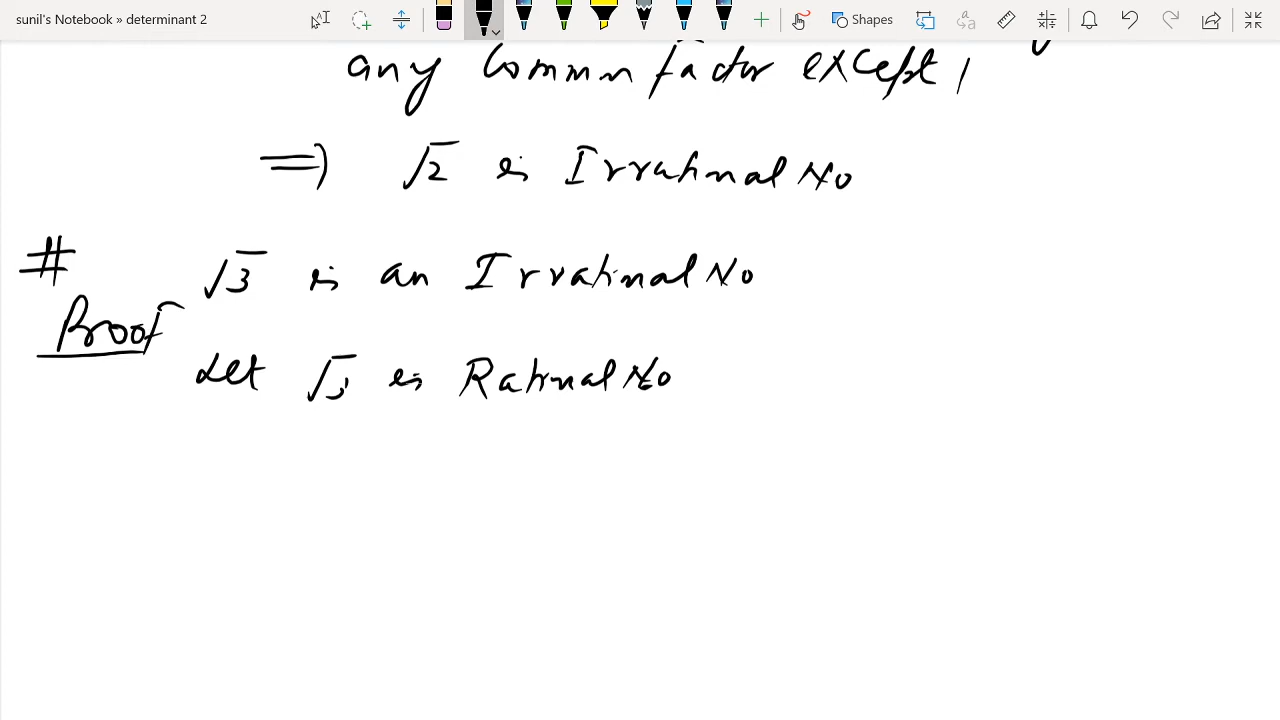 sunil's Notebook » determinant 2
Shapes
any Common factor except 1
⇒ √2 is Irrational No
# √3 is an Irrational No
Proof
Let √3 is Rational No